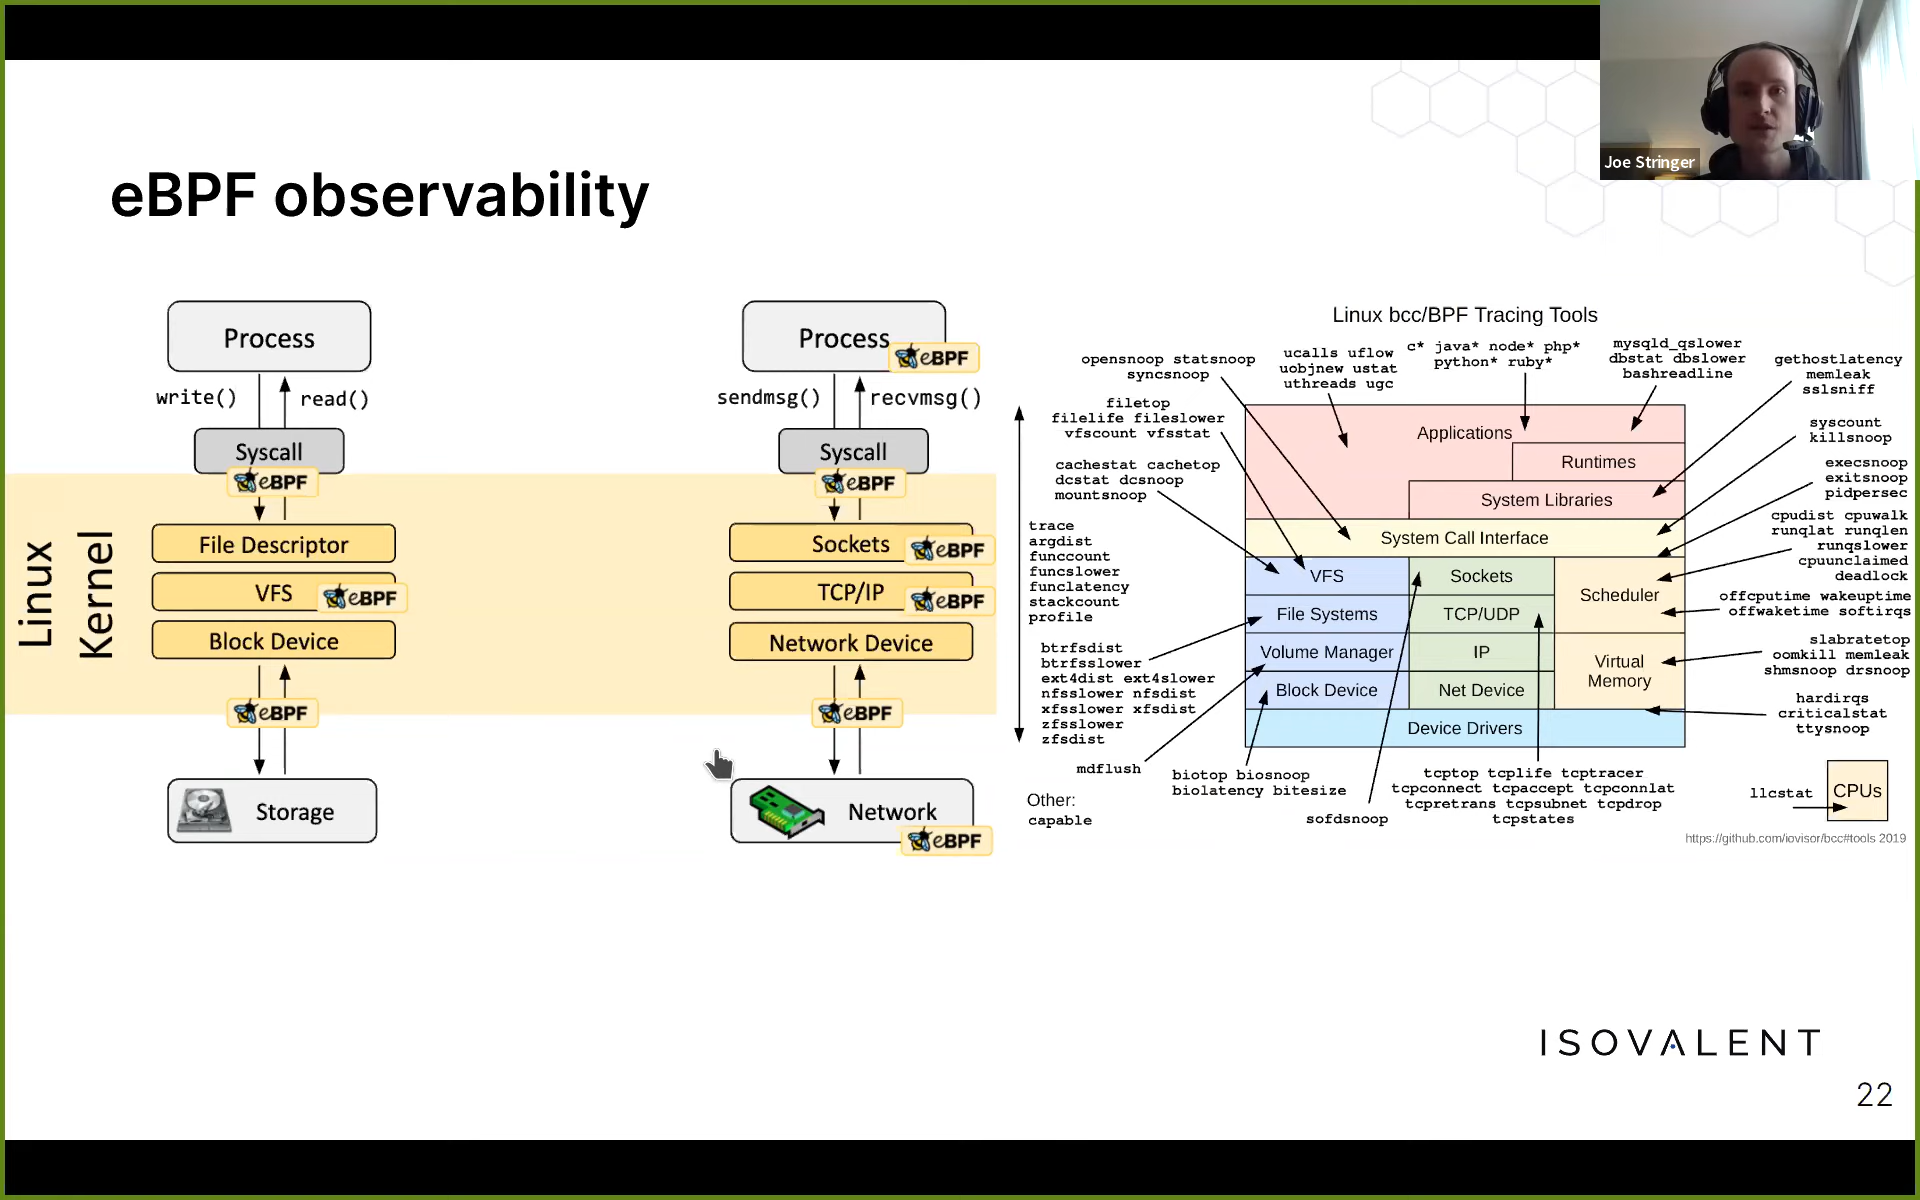 Joe Stringer
eBPF observability
Process
write()
read()
Syscall
eBPF
Linux
Kernel
File Descriptor
VFS
eBPF
Block Device
eBPF
Storage
Process
eBPF
sendmsg()
recvmsg()
Syscall
eBPF
Sockets
eBPF
TCP/IP
eBPF
Network Device
eBPF
Network
eBPF
Linux bcc/BPF Tracing Tools
opensnoop statsnoop
syncsnoop
ucalls uflow
uobjnew ustat
uthreads ugc
c* java* node* php*
python* ruby*
mysqld_qslower
dbstat dbslower
bashreadline
gethostlatency
memleak
sslsniff
filetop
filelife fileslower
vfscount vfsstat
cachestat cachetop
dcstat dcsnoop
mountsnoop
trace
argdist
funccount
funcslower
funclatency
stackcount
profile
btrfsdist
btrfsslower
ext4dist ext4slower
nfsslower nfsdist
xfsslower xfsdist
zfsslower
zfsdist
mdflush
Other:
capable
Applications
Runtimes
System Libraries
System Call Interface
VFS
Sockets
Scheduler
File Systems
TCP/UDP
Volume Manager
IP
Virtual
Memory
Block Device
Net Device
Device Drivers
syscount
killsnoop
execsnoop
exitsnoop
pidpersec
cpudist cpuwalk
runqlat runqlen
runqslower
cpuunclaimed
deadlock
offcputime wakeuptime
offwaketime softirqs
slabratetop
oomkill memleak
shmsnoop drsnoop
hardirqs
criticalstat
ttysnoop
biotop biosnoop
biolatency bitesize
sofdsnoop
tcptop tcplife tcptracer
tcpconnect tcpaccept tcpconnlat
tcpretrans tcpsubnet tcpdrop
tcpstates
llcstat
CPUs
https://github.com/iovisor/bcc#tools 2019
ISOVALENT
22